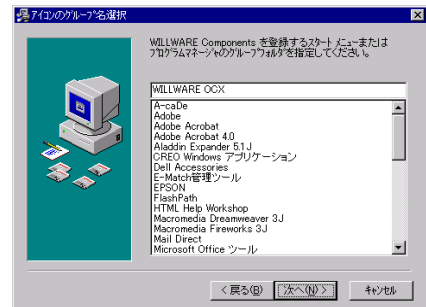 アイコンのグループ名選択
WILLWARE Components を登録するスタート メニューまたは
プログラムマネージャのグループフォルダを指定してください。
WILLWARE OCX
A-caDe
Adobe
Adobe Acrobat
Adobe Acrobat 4.0
Aladdin Expander 5.1J
CREO Windows アプリケーション
Dell Accessories
E-Match管理ツール
EPSON
FlashPath
HTML Help Workshop
Macromedia Dreamweaver 3J
Macromedia Fireworks 3J
Mail Direct
Microsoft Office ツール
< 戻る(B)
次へ(N) >
キャンセル